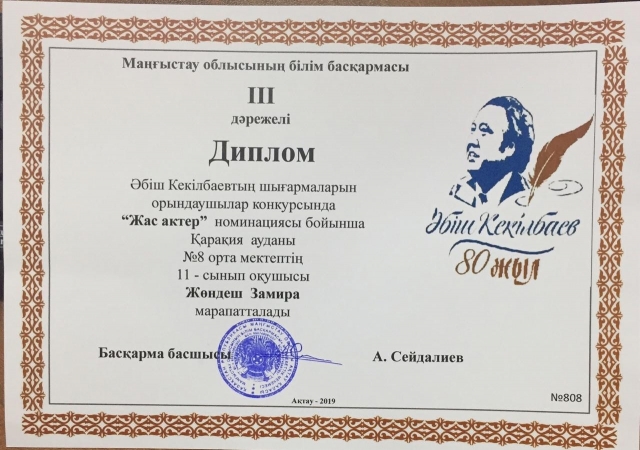 Маңғыстау облысының білім басқармасы
III
дәрежелі
Диплом
Әбіш Кекілбаевтың шығармаларын
орындаушылар конкурсында
“Жас актер” номинациясы бойынша
Қарақия ауданы
№8 орта мектептің
11 - сынып оқушысы
Жөндеш Замира
марапатталады
Әбіш Кекілбаев
80 жыл
Басқарма басшысы
А. Сейдалиев
Ақтау - 2019
№808